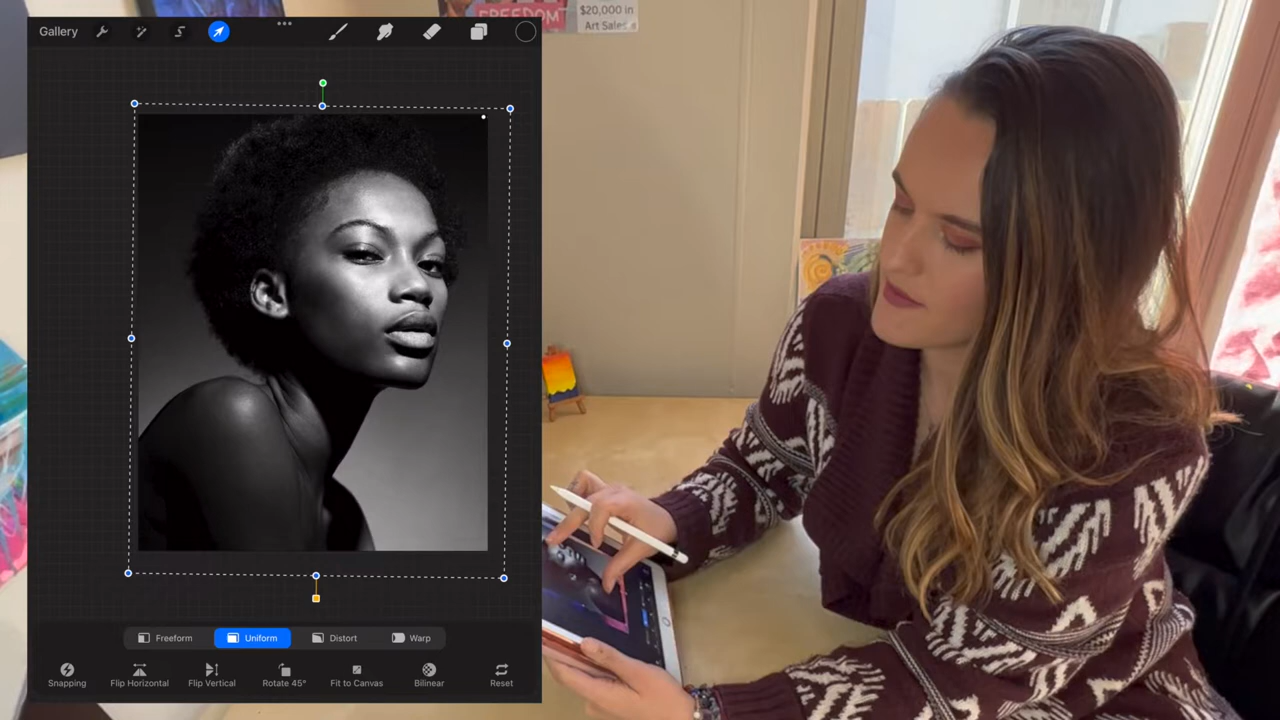 FREEDOM
$20,000 in
Art Sales
Gallery
Freeform
Uniform
Distort
Warp
Snapping
Flip Horizontal
Flip Vertical
Rotate 45°
Fit to Canvas
Bilinear
Reset